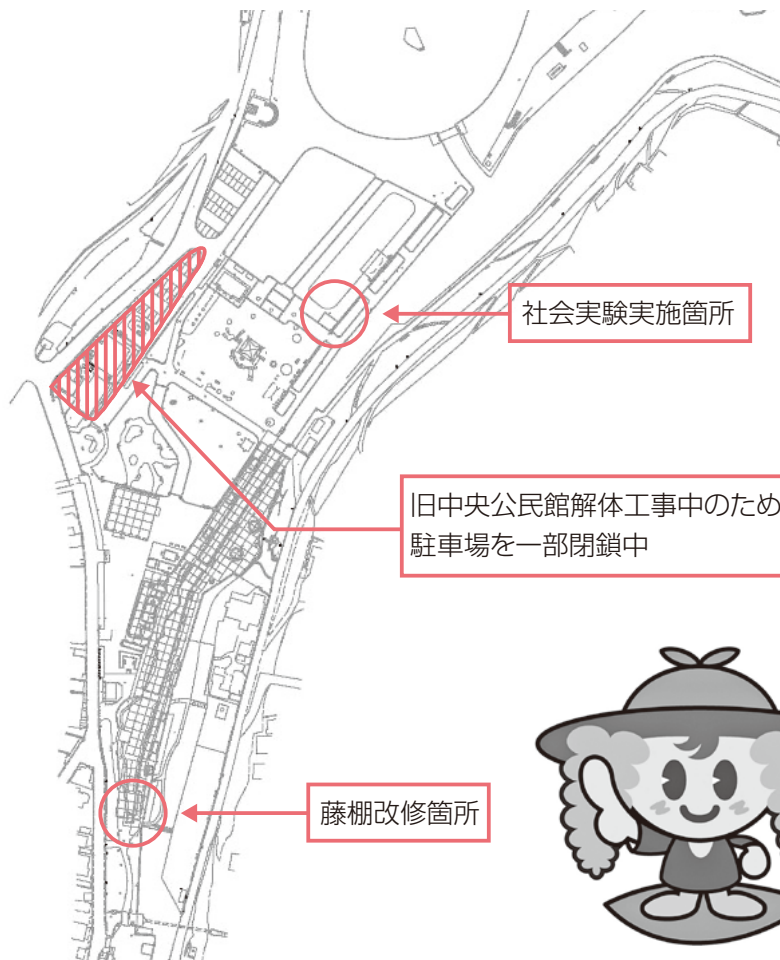 社会実験実施箇所
旧中央公民館解体工事中のため
駐車場を一部閉鎖中
藤棚改修箇所